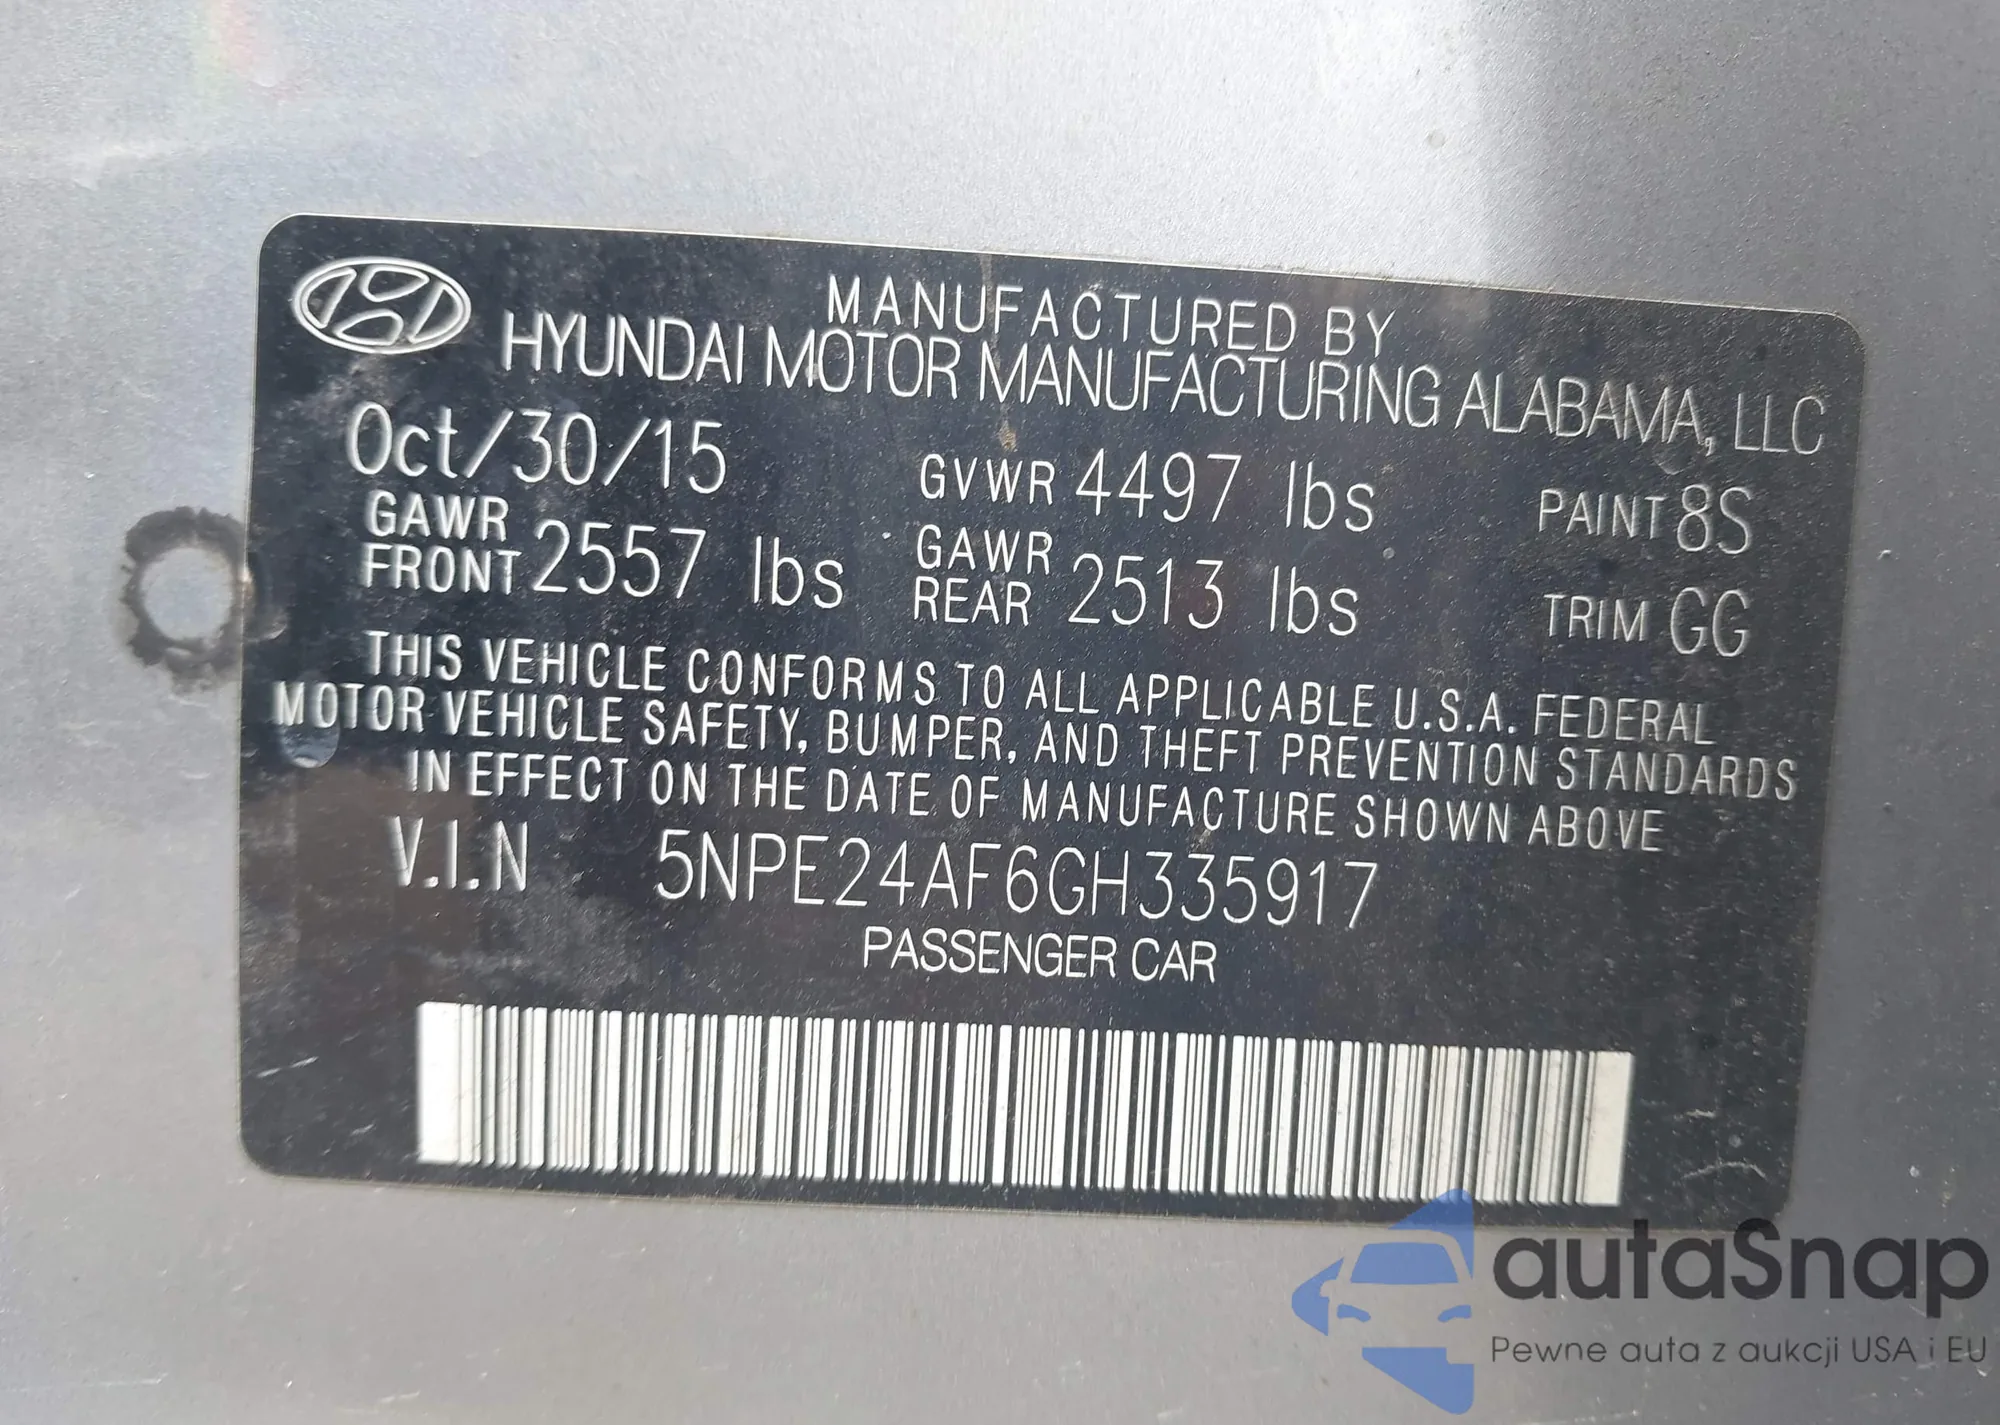 MANUFACTURED BY
HYUNDAI MOTOR MANUFACTURING ALABAMA, LLC
Oct/30/15 GVWR 4497 lbs PAINT 8S
GAWR FRONT 2557 lbs GAWR REAR 2513 lbs TRIM GG
THIS VEHICLE CONFORMS TO ALL APPLICABLE U.S.A. FEDERAL
MOTOR VEHICLE SAFETY, BUMPER, AND THEFT PREVENTION STANDARDS
IN EFFECT ON THE DATE OF MANUFACTURE SHOWN ABOVE
V.I.N 5NPE24AF6GH335917
PASSENGER CAR
autaSnap
Pewne auta z aukcji USA i EU